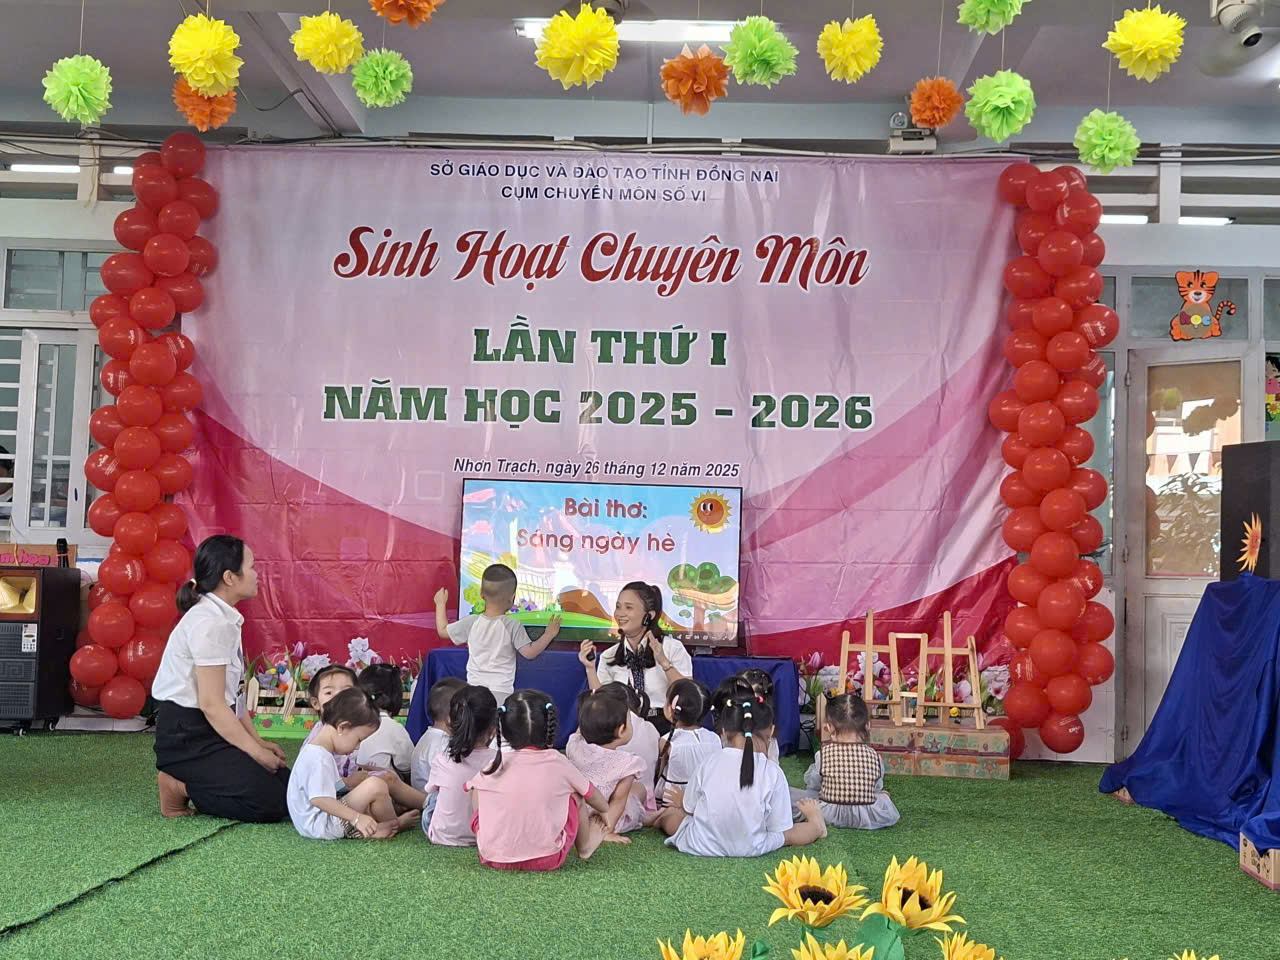 SỞ GIÁO DỤC VÀ ĐÀO TẠO TỈNH ĐỒNG NAI
CỤM CHUYÊN MÔN SỐ VI
Sinh Hoạt Chuyên Môn
LẦN THỨ I
NĂM HỌC 2025 - 2026
Nhơn Trạch, ngày 26 tháng 12 năm 2025
Bài thơ:
Sáng ngày hè